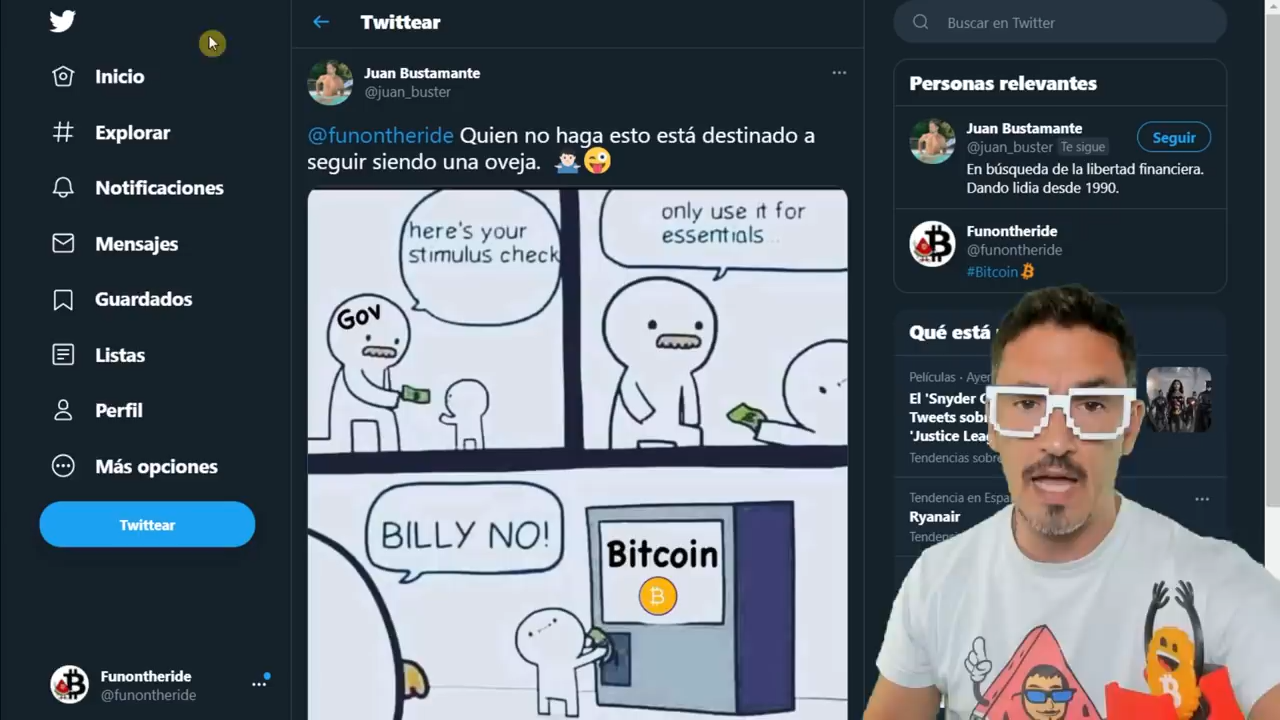 Inicio
Explorar
Notificaciones
Mensajes
Guardados
Listas
Perfil
Más opciones
Twittear
Funontheride
@funontheride
Twittear
Juan Bustamante
@juan_buster
@funontheride Quien no haga esto está destinado a
seguir siendo una oveja.
here's your
stimulus check
Gov
only use it for
essentials...
BILLY NO!
Bitcoin
Buscar en Twitter
Personas relevantes
Juan Bustamante
@juan_buster Te sigue
Seguir
En búsqueda de la libertad financiera.
Dando lidia desde 1990.
Funontheride
@funontheride
#Bitcoin
Qué está
Películas · Ayer
El 'Snyder
Tweets
'Justice
Tendencias
Tendencia en
Ryanair